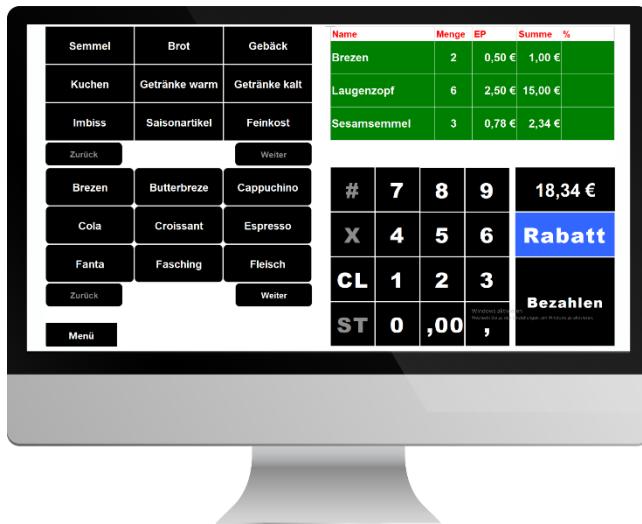 Semmel Brot Gebäck
Kuchen Getränke warm Getränke kalt
Imbiss Saisonartikel Feinkost
Zurück Weiter
Brezen Butterbreze Cappuchino
Cola Croissant Espresso
Fanta Fasching Fleisch
Zurück Weiter
Menü
Name Menge EP Summe %
Brezen 2 0,50 € 1,00 €
Laugenzopf 6 2,50 € 15,00 €
Sesamsemmel 3 0,78 € 2,34 €
# 7 8 9 18,34 €
X 4 5 6 Rabatt
CL 1 2 3
Bezahlen
ST 0 ,00 ,
Windows aktivieren